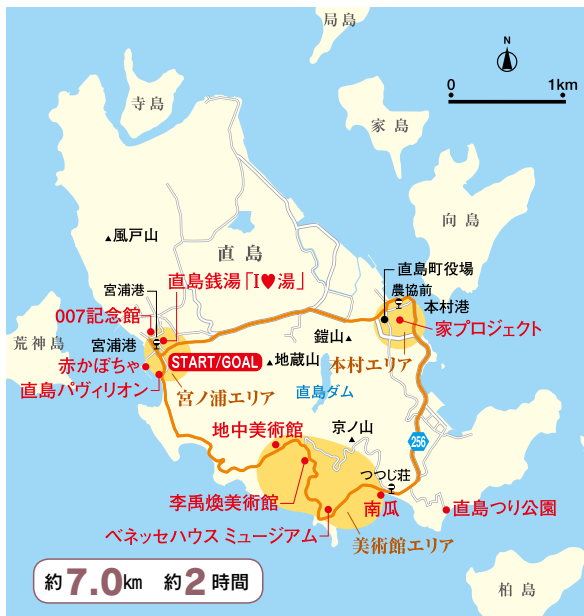 局島
N
寺島
0 1km
家島
向島
▲風戸山
直島
直島町役場
直島銭湯「I♥湯」
宮浦港
農協前
本村港
007記念館
家プロジェクト
荒神島
宮浦港
鎧山▲
START/GOAL
本村エリア
赤かぼちゃ
▲地蔵山
直島パヴィリオン
宮ノ浦エリア
直島ダム
地中美術館
京ノ山
256
つつじ荘
李禹煥美術館
南瓜
直島つり公園
ベネッセハウス ミュージアム
美術館エリア
約7.0km 約2時間
柏島